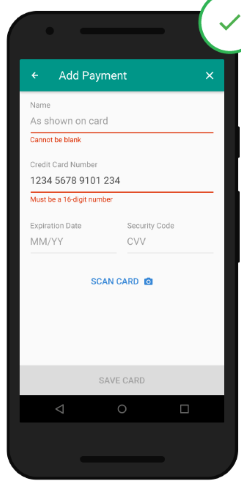 Add Payment
Name
As shown on card
Cannot be blank
Credit Card Number
1234 5678 9101 234
Must be a 16-digit number
Expiration Date Security Code
MM/YY CVV
SCAN CARD
SAVE CARD